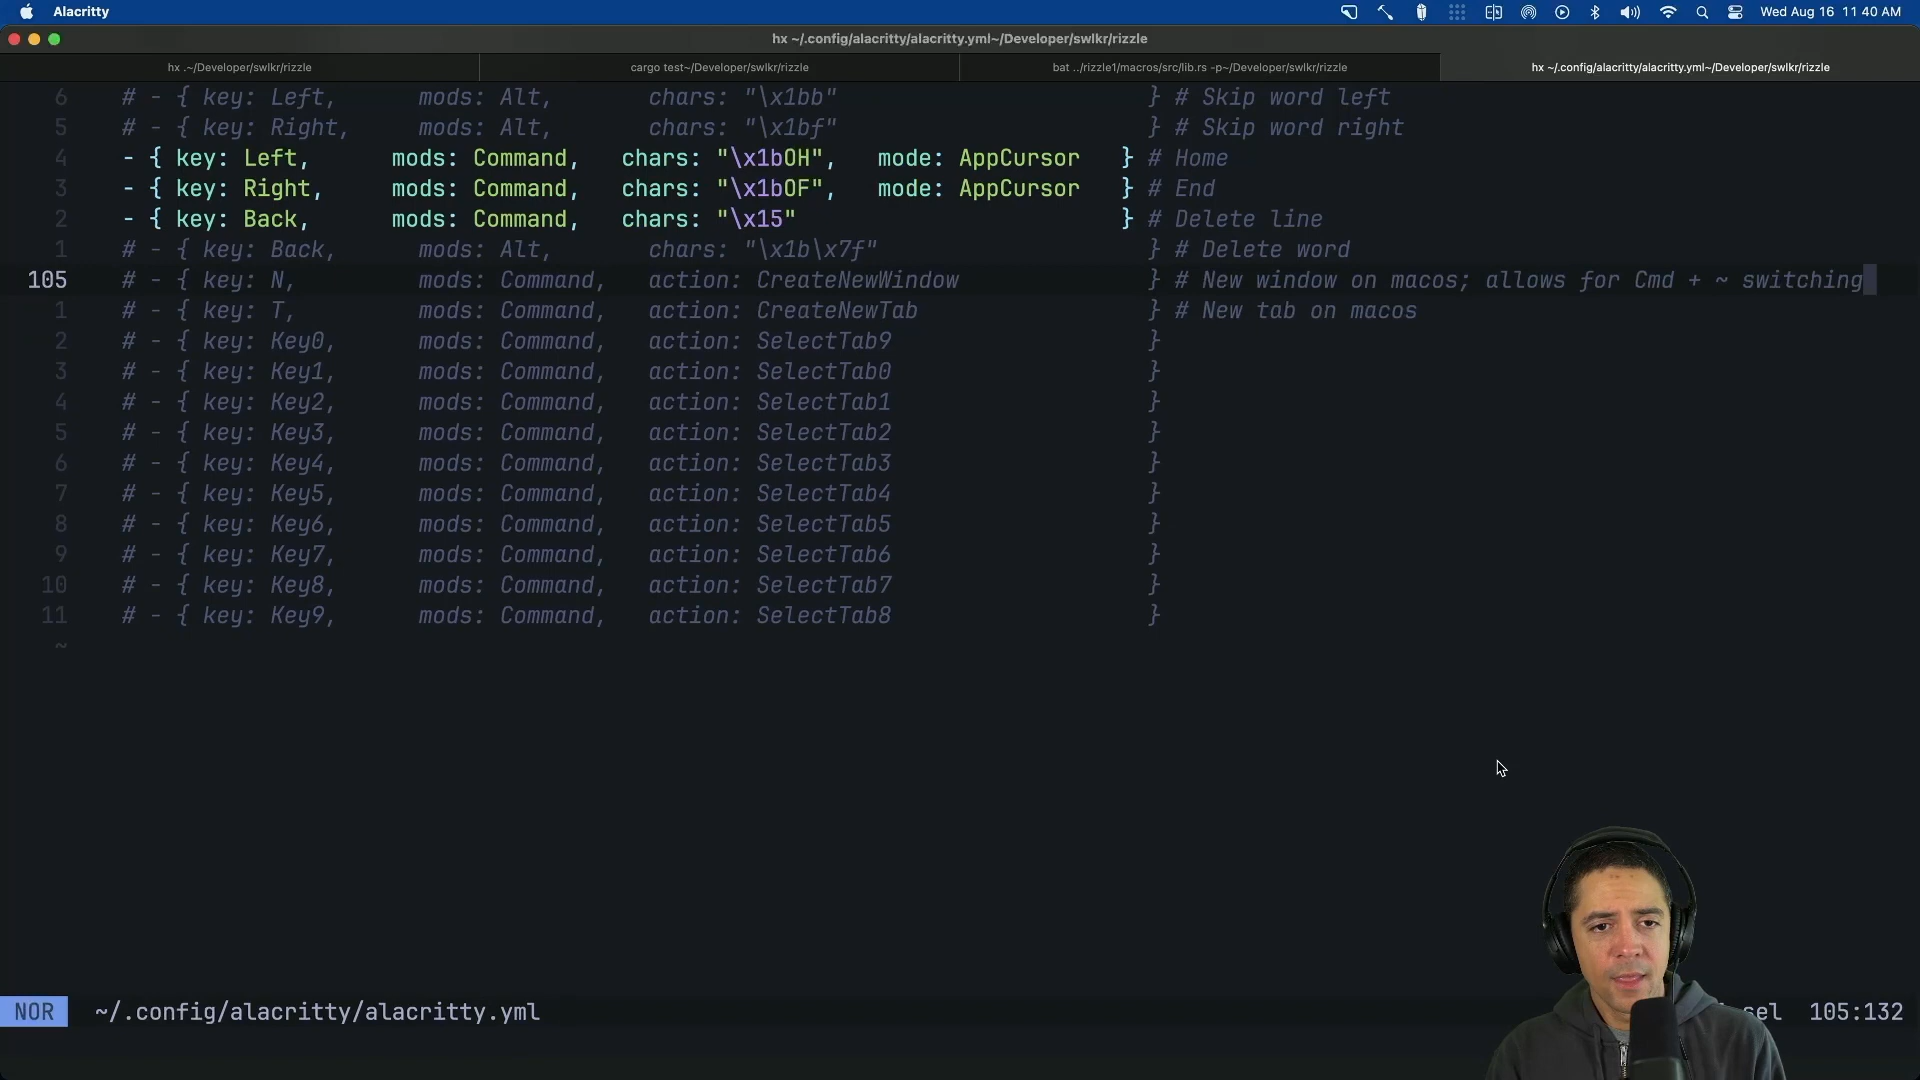 Alacritty Wed Aug 16 11 40 AM
hx ~/.config/alacritty/alacritty.yml~/Developer/swlkr/rizzle
hx .~/Developer/swlkr/rizzle cargo test~/Developer/swlkr/rizzle bat ../rizzle1/macros/src/lib.rs -p~/Developer/swlkr/rizzle hx ~/.config/alacritty/alacritty.yml~/Developer/swlkr/rizzle
6 # - { key: Left, mods: Alt, chars: "\x1bb" } # Skip word left
5 # - { key: Right, mods: Alt, chars: "\x1bf" } # Skip word right
4 - { key: Left, mods: Command, chars: "\x1bOH", mode: AppCursor } # Home
3 - { key: Right, mods: Command, chars: "\x1bOF", mode: AppCursor } # End
2 - { key: Back, mods: Command, chars: "\x15" } # Delete line
1 # - { key: Back, mods: Alt, chars: "\x1b\x7f" } # Delete word
105 # - { key: N, mods: Command, action: CreateNewWindow } # New window on macos; allows for Cmd + ~ switching
1 # - { key: T, mods: Command, action: CreateNewTab } # New tab on macos
2 # - { key: Key0, mods: Command, action: SelectTab9 }
3 # - { key: Key1, mods: Command, action: SelectTab0 }
4 # - { key: Key2, mods: Command, action: SelectTab1 }
5 # - { key: Key3, mods: Command, action: SelectTab2 }
6 # - { key: Key4, mods: Command, action: SelectTab3 }
7 # - { key: Key5, mods: Command, action: SelectTab4 }
8 # - { key: Key6, mods: Command, action: SelectTab5 }
9 # - { key: Key7, mods: Command, action: SelectTab6 }
10 # - { key: Key8, mods: Command, action: SelectTab7 }
11 # - { key: Key9, mods: Command, action: SelectTab8 }
~
NOR ~/.config/alacritty/alacritty.yml sel 105:132